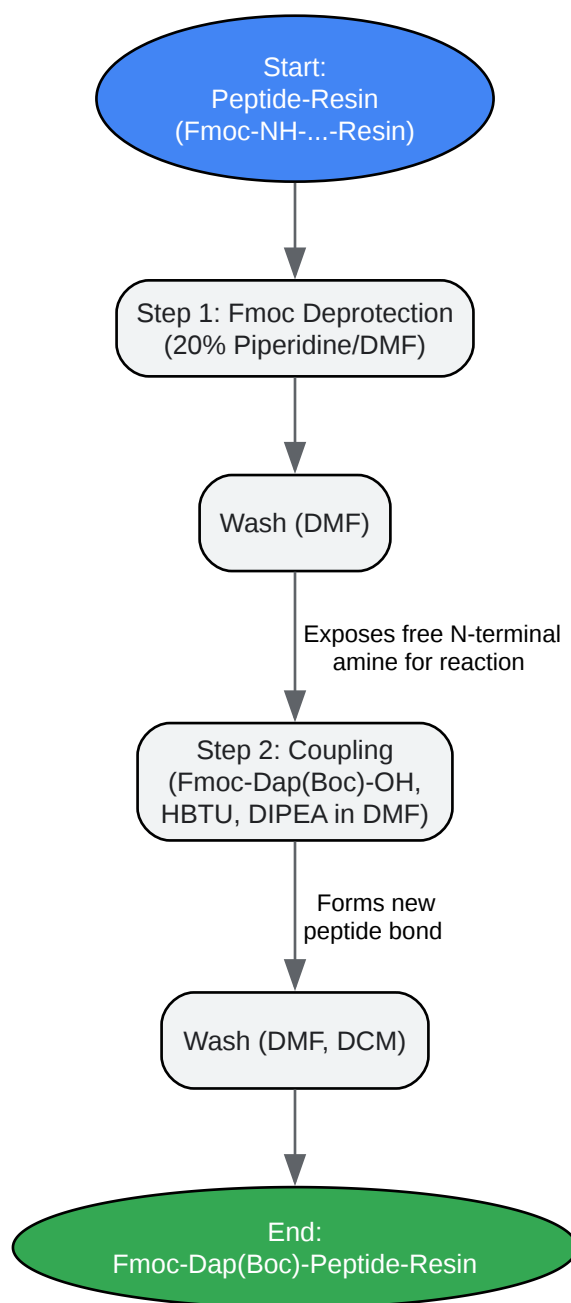 Start:
Peptide-Resin
(Fmoc-NH-...-Resin)
Step 1: Fmoc Deprotection
(20% Piperidine/DMF)
Wash (DMF)
Exposes free N-terminal
amine for reaction
Step 2: Coupling
(Fmoc-Dap(Boc)-OH,
HBTU, DIPEA in DMF)
Forms new
peptide bond
Wash (DMF, DCM)
End:
Fmoc-Dap(Boc)-Peptide-Resin